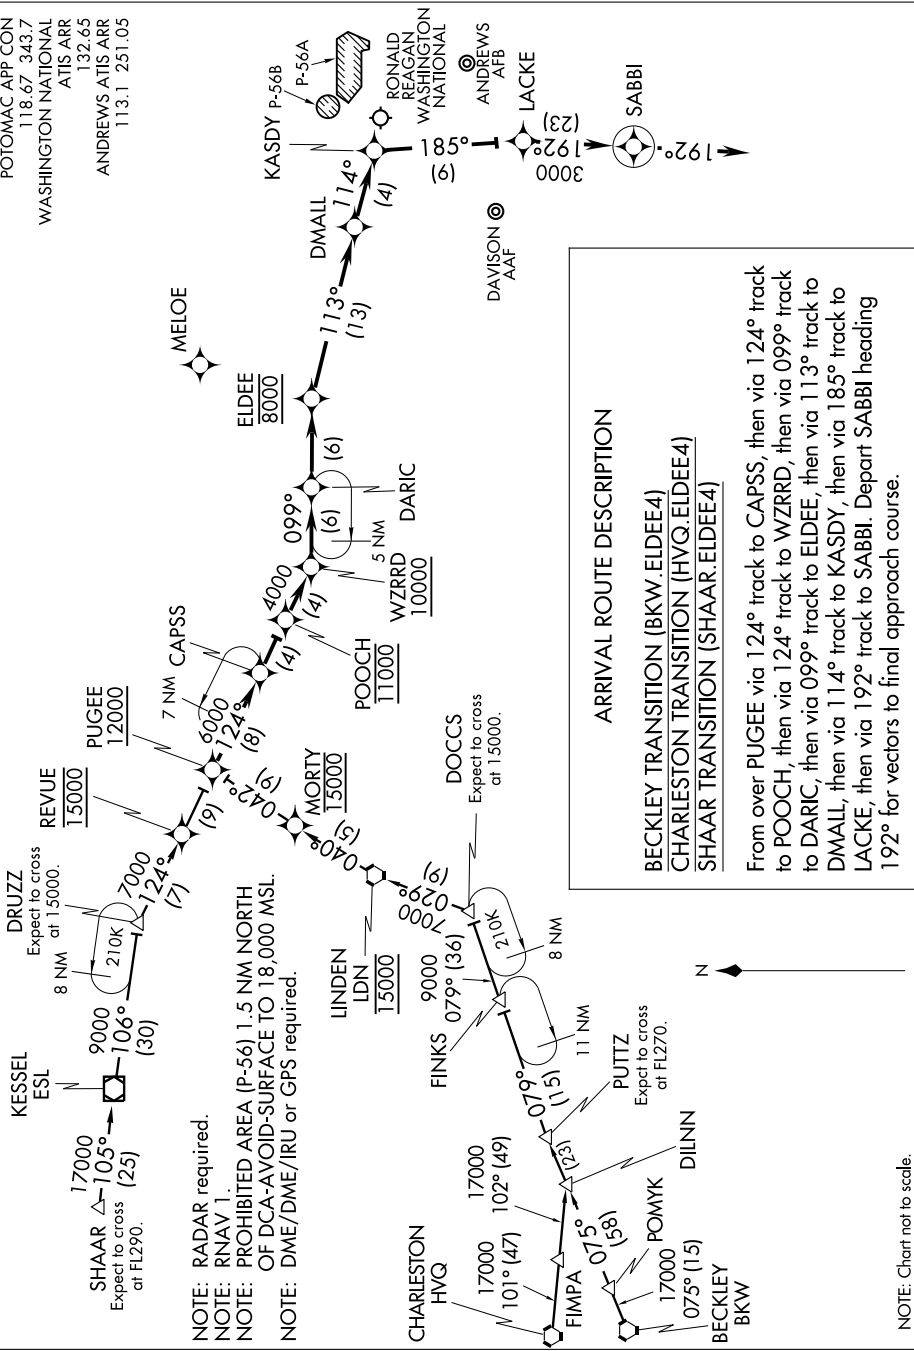 POTOMAC APP CON
118.67 343.7
WASHINGTON NATIONAL
ATIS ARR
132.65
ANDREWS ATIS ARR
113.1 251.05
SHAAR
Expect to cross
at FL290.
17000
105°
(25)
KESSEL
ESL
9000
106°
(30)
8 NM
210K
DRUZZ
Expect to cross
at 15000.
7000
124°
(7)
REVUE
15000
(9)
PUGEE
12000
6000
124°
(8)
7 NM
CAPSS
(4)
POOCH
11000
4000
(4)
WZRRD
10000
5 NM
099°
(6)
DARIC
(6)
ELDEE
8000
MELOE
113°
(13)
DMALL
114°
(4)
KASDY
P-56B
P-56A
RONALD
REAGAN
WASHINGTON
NATIONAL
ANDREWS
AFB
185°
(9)
LACKE
192°
(23)
3000
SABBI
192°
DAVISON
AAF
NOTE: RADAR required.
NOTE: RNAV 1.
NOTE: PROHIBITED AREA (P-56) 1.5 NM NORTH
OF DCA-AVOID-SURFACE TO 18,000 MSL.
NOTE: DME/DME/IRU or GPS required.
042°
(9)
MORTY
15000
040°
(5)
LINDEN
LDN
15000
7000
029°
(9)
DOCCS
Expect to cross
at 15000.
210K
8 NM
9000
079° (36)
FINKS
11 NM
079°
(15)
PUTTZ
Expct to cross
at FL270.
(23)
DILNN
17000
102° (49)
CHARLESTON
HVQ
17000
101° (47)
FIMPA
075°
(58)
POMYK
17000
075° (15)
BECKLEY
BKW
N
ARRIVAL ROUTE DESCRIPTION
BECKLEY TRANSITION (BKW.ELDEE4)
CHARLESTON TRANSITION (HVQ.ELDEE4)
SHAAR TRANSITION (SHAAR.ELDEE4)
From over PUGEE via 124° track to CAPSS, then via 124° track
to POOCH, then via 124° track to WZRRD, then via 099° track
to DARIC, then via 099° track to ELDEE, then via 113° track to
DMALL, then via 114° track to KASDY, then via 185° track to
LACKE, then via 192° track to SABBI. Depart SABBI heading
192° for vectors to final approach course.
NOTE: Chart not to scale.